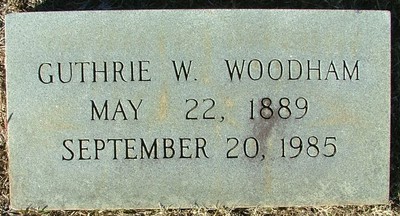 GUTHRIE W. WOODHAM
MAY 22, 1889
SEPTEMBER 20, 1985